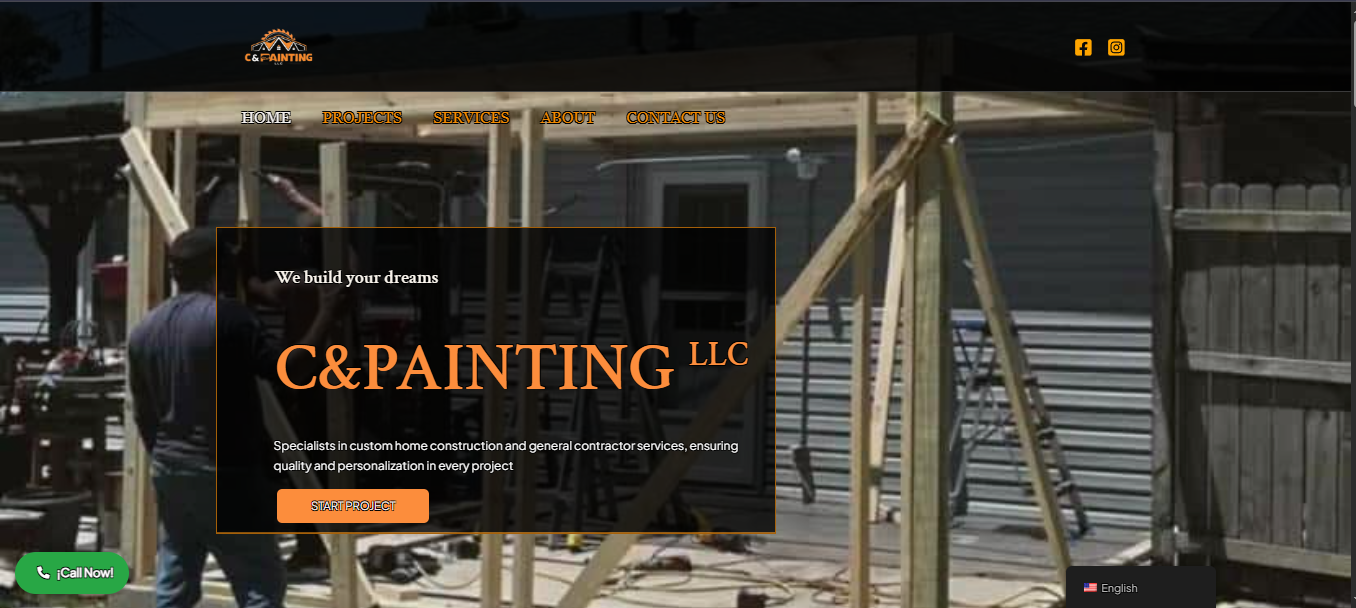 C&PAINTING
LLC
HOME PROJECTS SERVICES ABOUT CONTACT US
We build your dreams
C&PAINTING LLC
Specialists in custom home construction and general contractor services, ensuring
quality and personalization in every project
START PROJECT
¡Call Now!
English